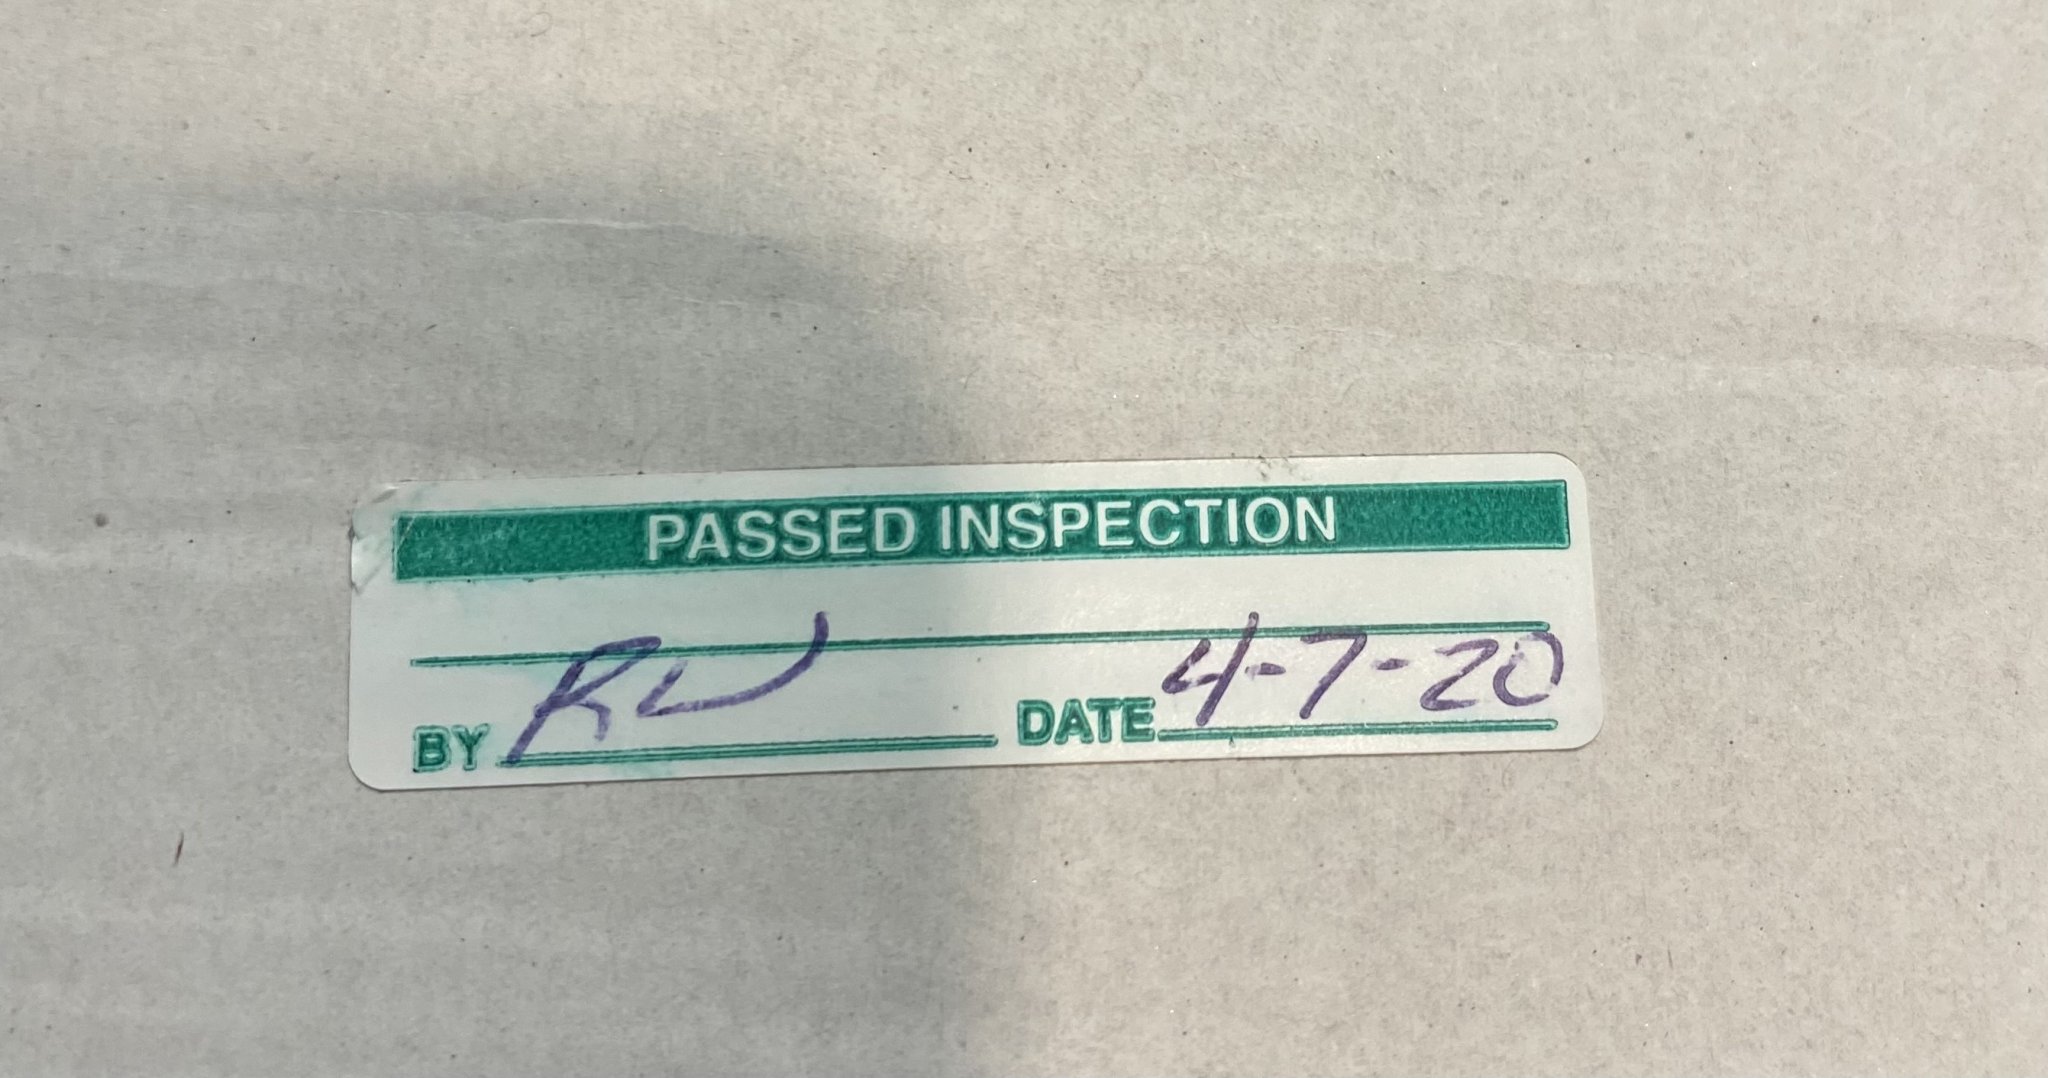 PASSED INSPECTION
BY RW DATE 4-7-20